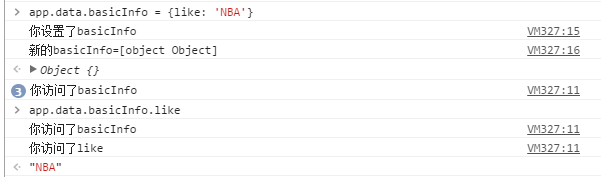 > app.data.basicInfo = {like: 'NBA'}
你设置了basicInfo VM327:15
新的basicInfo=[object Object] VM327:16
Object {}
3 你访问了basicInfo VM327:11
> app.data.basicInfo.like
你访问了basicInfo VM327:11
你访问了like VM327:11
"NBA"